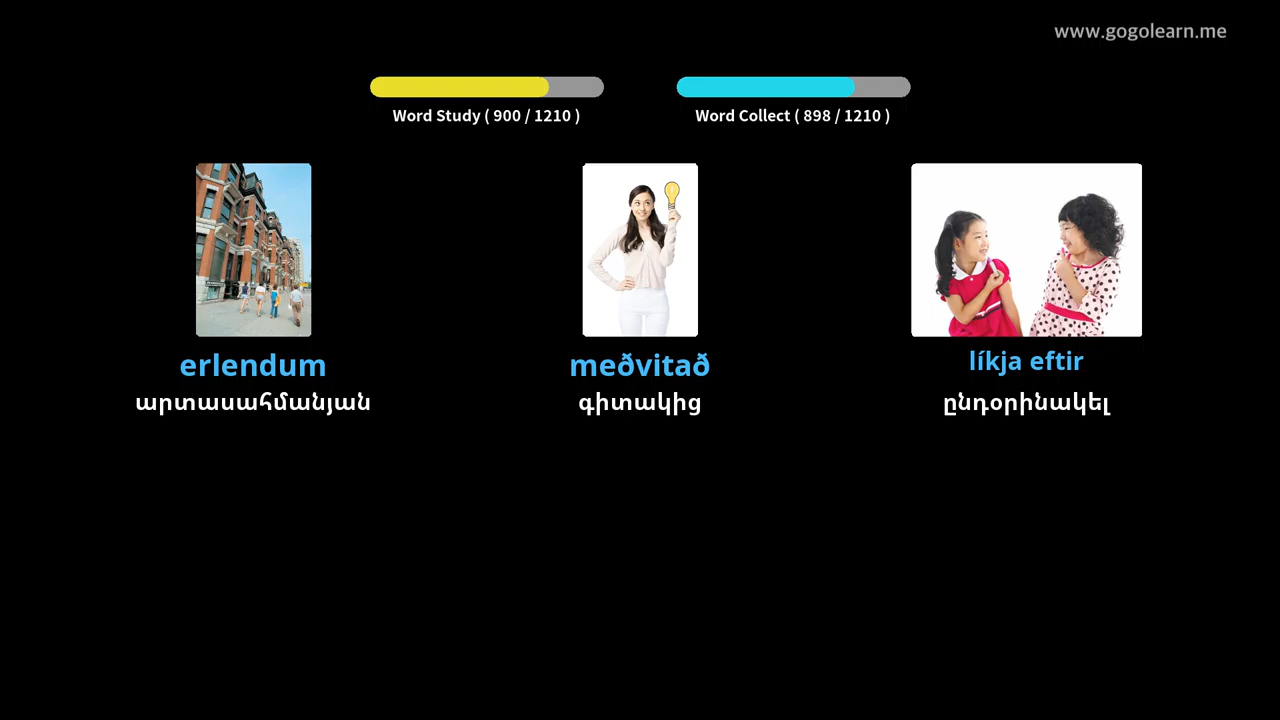 www.gogolearn.me
Word Study ( 900 / 1210 )
Word Collect ( 898 / 1210 )
erlendum
արտասահմանյան
meðvitað
գիտակից
líkja eftir
ընդօրինակել